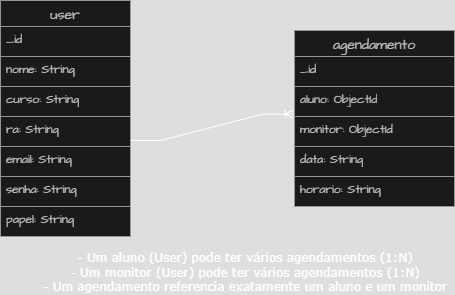 user
_id
nome: String
curso: String
ra: String
email: String
senha: String
papel: String
agendamento
_id
aluno: ObjectId
monitor: ObjectId
data: String
horario: String
- Um aluno (User) pode ter vários agendamentos (1:N)
- Um monitor (User) pode ter vários agendamentos (1:N)
- Um agendamento referencia exatamente um aluno e um monitor